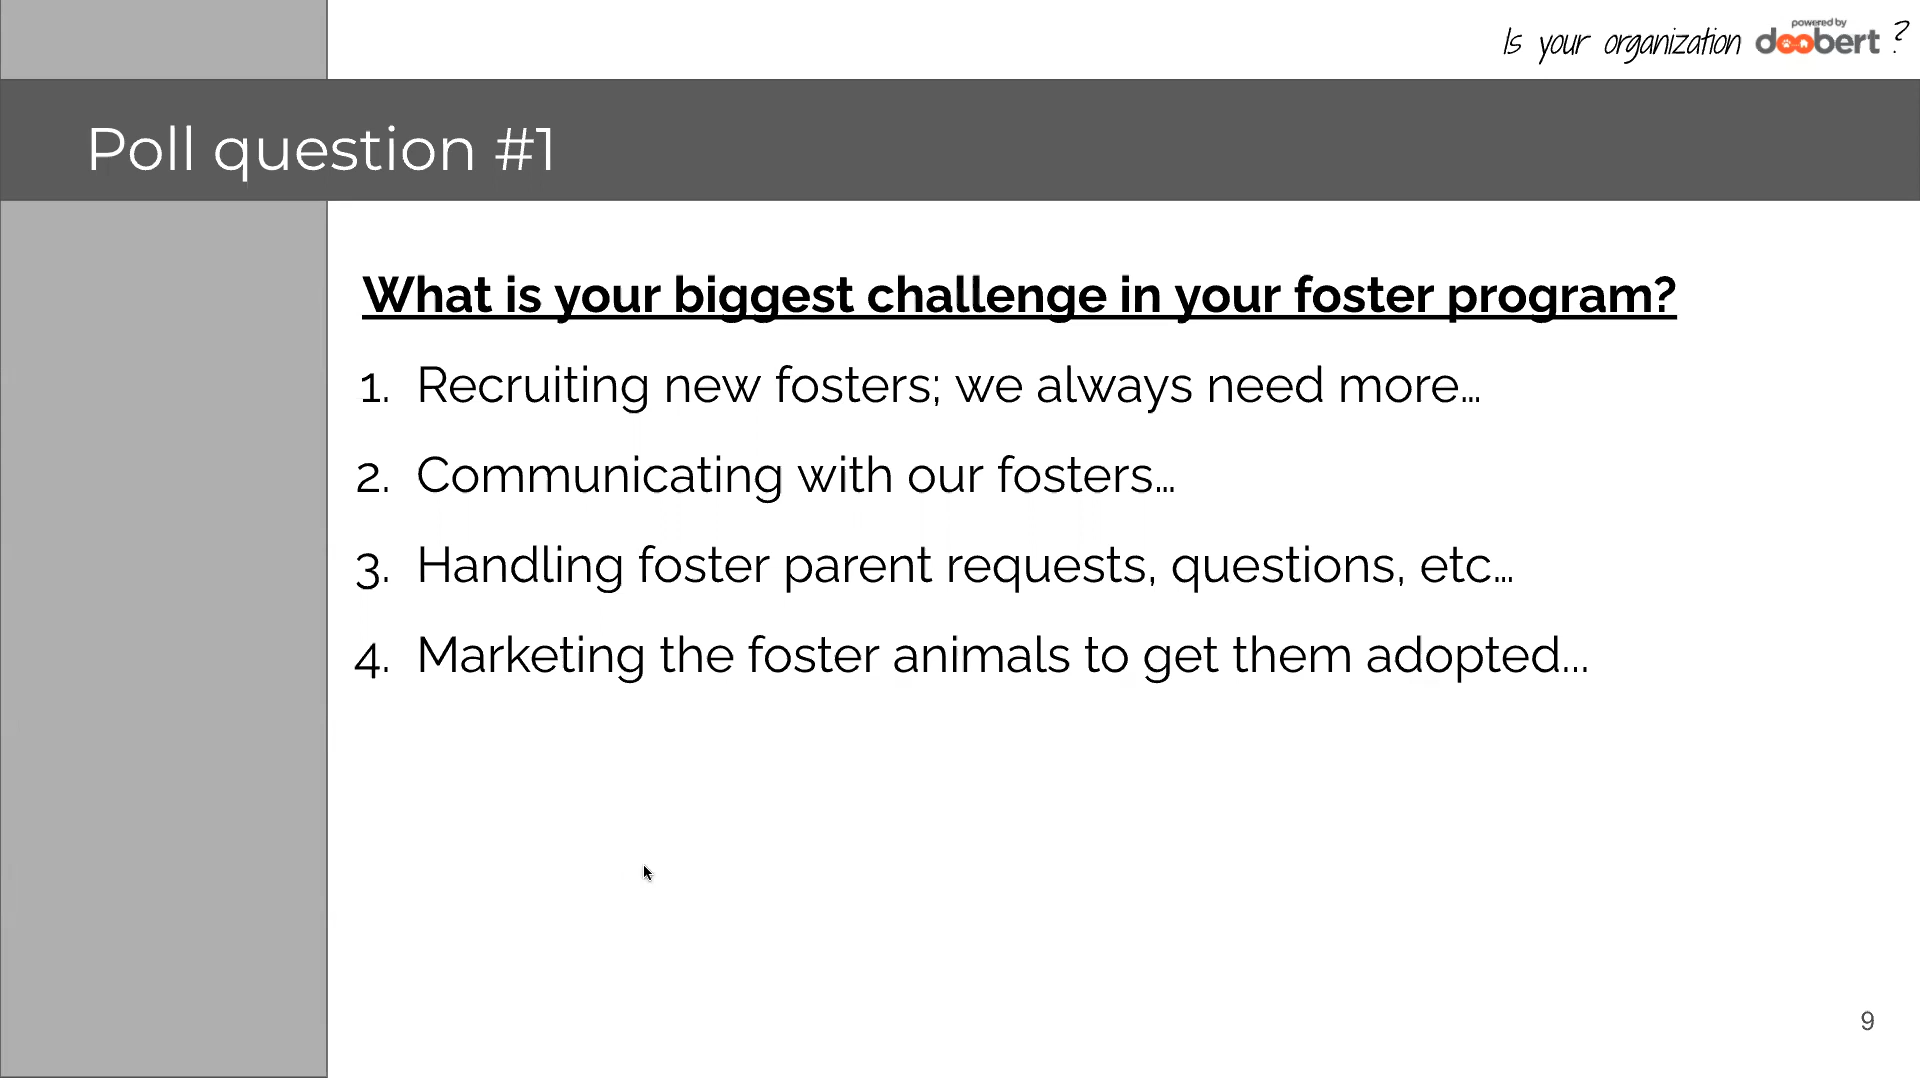 powered by
Is your organization doobert ?
Poll question #1
What is your biggest challenge in your foster program?
1. Recruiting new fosters; we always need more…
2. Communicating with our fosters…
3. Handling foster parent requests, questions, etc…
4. Marketing the foster animals to get them adopted...
9